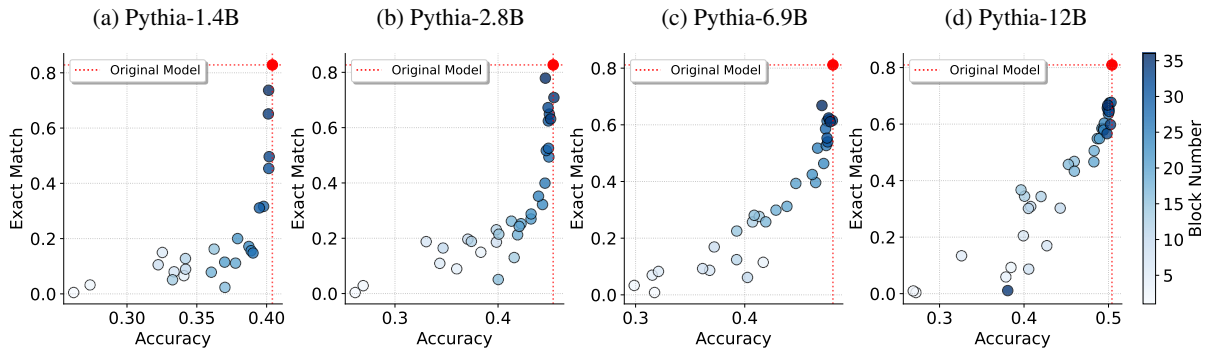 (a) Pythia-1.4B
(b) Pythia-2.8B
(c) Pythia-6.9B
(d) Pythia-12B
Original Model
Original Model
Original Model
Original Model
Exact Match
0.8
0.6
0.4
0.2
0.0
0.30
0.35
0.40
Accuracy
Exact Match
0.8
0.6
0.4
0.2
0.0
0.3
0.4
Accuracy
Exact Match
0.8
0.6
0.4
0.2
0.0
0.3
0.4
Accuracy
Exact Match
0.8
0.6
0.4
0.2
0.0
0.3
0.4
0.5
Accuracy
35
30
25
20
15
10
5
Block Number